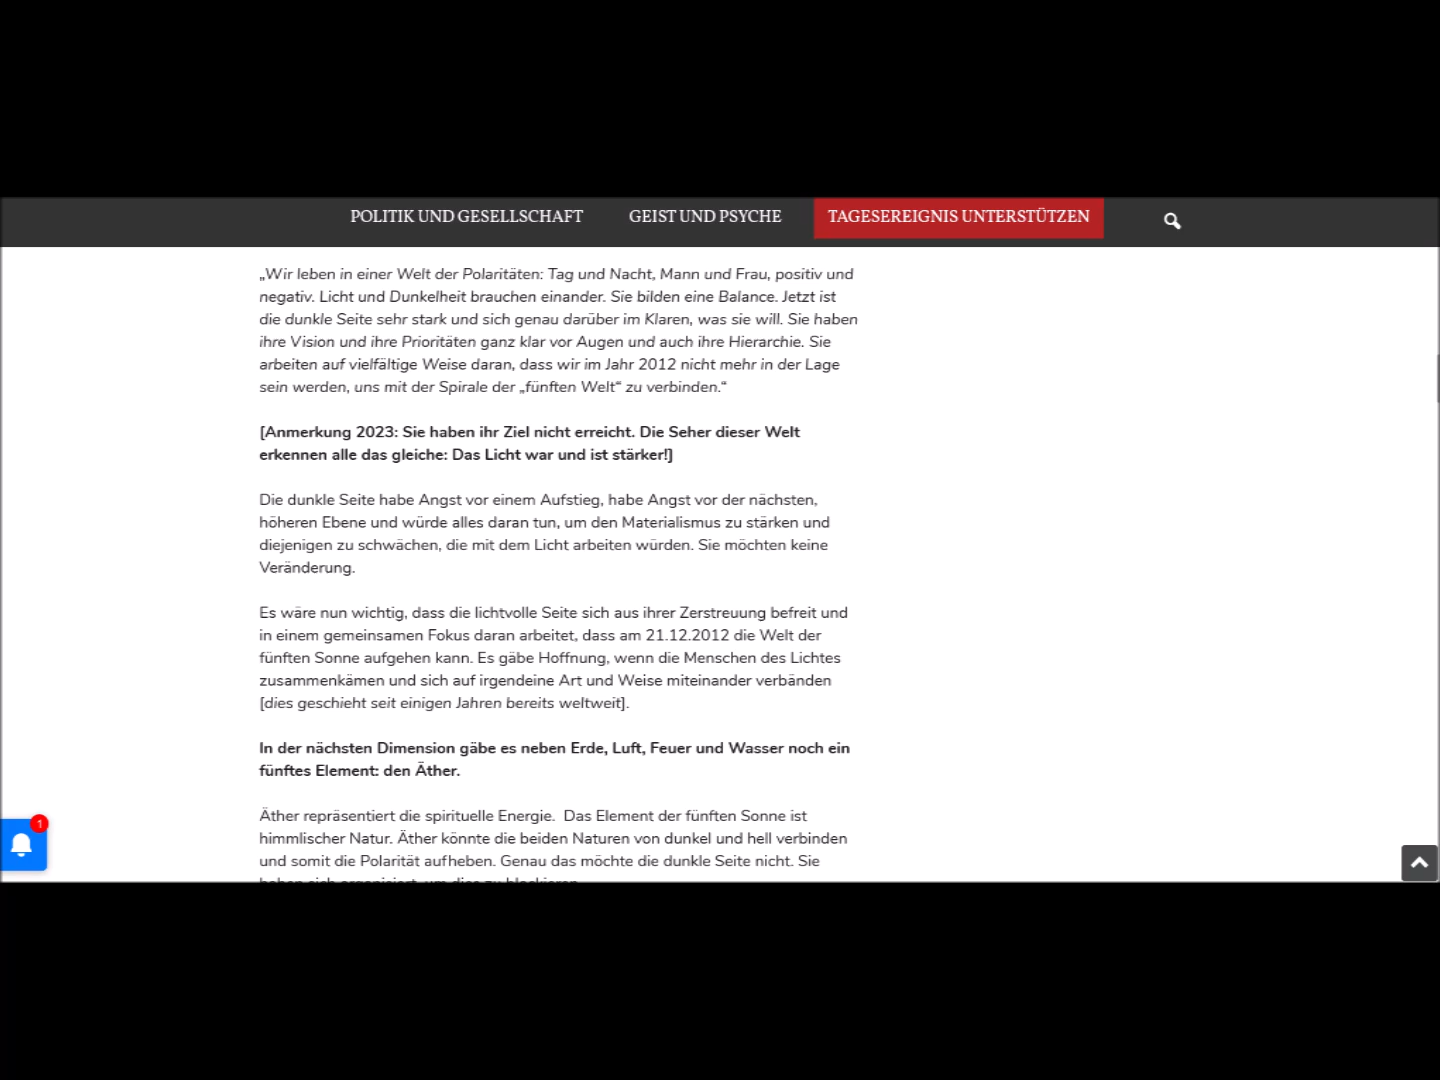 POLITIK UND GESELLSCHAFT GEIST UND PSYCHE TAGESEREIGNIS UNTERSTÜTZEN
„Wir leben in einer Welt der Polaritäten: Tag und Nacht, Mann und Frau, positiv und
negativ. Licht und Dunkelheit brauchen einander. Sie bilden eine Balance. Jetzt ist
die dunkle Seite sehr stark und sich genau darüber im Klaren, was sie will. Sie haben
ihre Vision und ihre Prioritäten ganz klar vor Augen und auch ihre Hierarchie. Sie
arbeiten auf vielfältige Weise daran, dass wir im Jahr 2012 nicht mehr in der Lage
sein werden, uns mit der Spirale der „fünften Welt“ zu verbinden.“
[Anmerkung 2023: Sie haben ihr Ziel nicht erreicht. Die Seher dieser Welt
erkennen alle das gleiche: Das Licht war und ist stärker!]
Die dunkle Seite habe Angst vor einem Aufstieg, habe Angst vor der nächsten,
höheren Ebene und würde alles daran tun, um den Materialismus zu stärken und
diejenigen zu schwächen, die mit dem Licht arbeiten würden. Sie möchten keine
Veränderung.
Es wäre nun wichtig, dass die lichtvolle Seite sich aus ihrer Zerstreuung befreit und
in einem gemeinsamen Fokus daran arbeitet, dass am 21.12.2012 die Welt der
fünften Sonne aufgehen kann. Es gäbe Hoffnung, wenn die Menschen des Lichtes
zusammenkämen und sich auf irgendeine Art und Weise miteinander verbänden
[dies geschieht seit einigen Jahren bereits weltweit].
In der nächsten Dimension gäbe es neben Erde, Luft, Feuer und Wasser noch ein
fünftes Element: den Äther.
Äther repräsentiert die spirituelle Energie. Das Element der fünften Sonne ist
himmlischer Natur. Äther könnte die beiden Naturen von dunkel und hell verbinden
und somit die Polarität aufheben. Genau das möchte die dunkle Seite nicht. Sie
haben sich organisiert, um dies zu blockieren.
1